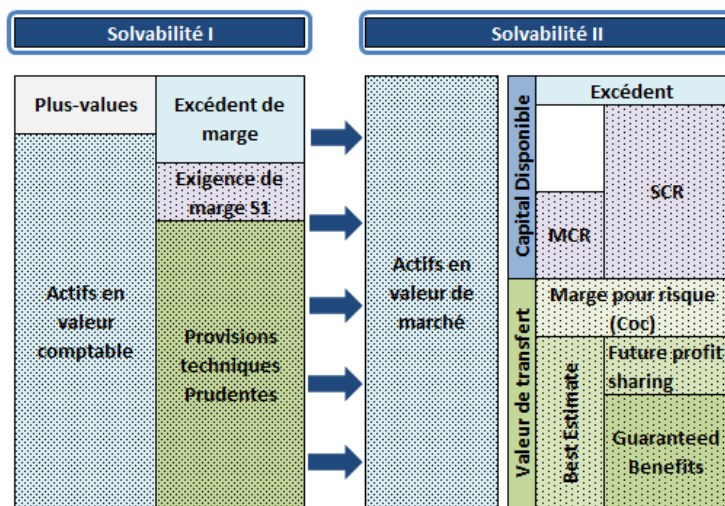 Solvabilité I
Solvabilité II
Plus-values
Excédent de
marge
Exigence de
marge S1
Actifs en
valeur
comptable
Provisions
techniques
Prudentes
Actifs en
valeur de
marché
Capital Disponible
Valeur de transfert
Excédent
SCR
MCR
Marge pour risque
(Coc)
Best Estimate
Future profit
sharing
Guaranteed
Benefits